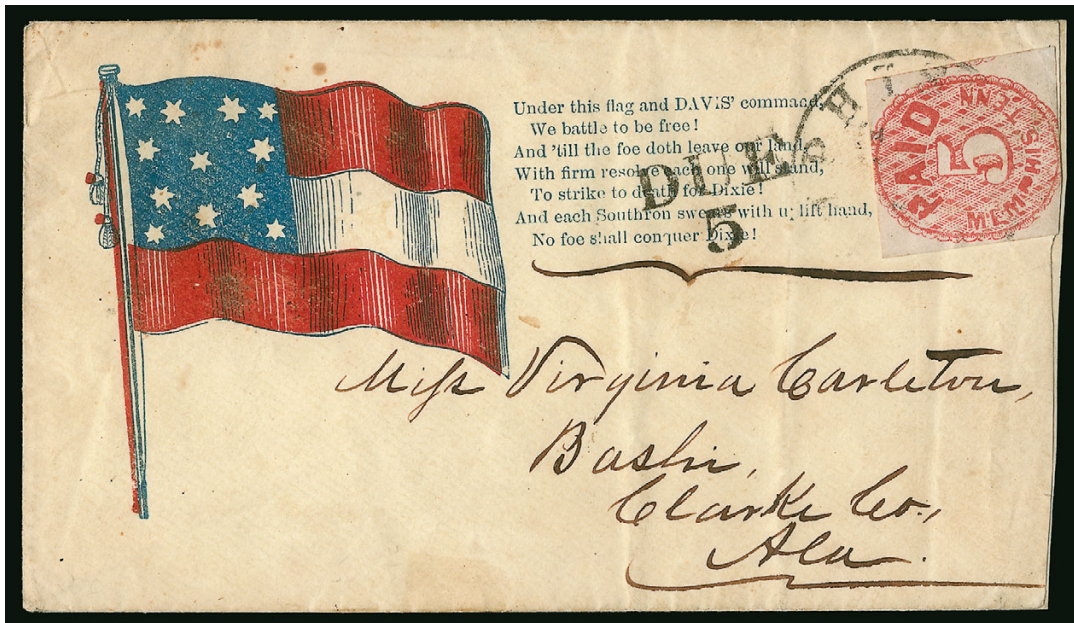 Under this flag and DAVIS' command,
We battle to be free!
And 'till the foe doth leave our land,
With firm resolve each one will stand,
To strike to death for Dixie!
And each Southron swears with uplift hand,
No foe shall conquer Dixie!
DUE
5
PAID
5
MEMPHIS, TENN
Miss Virginia Carleton,
Bashi,
Clarke Co.,
Ala.